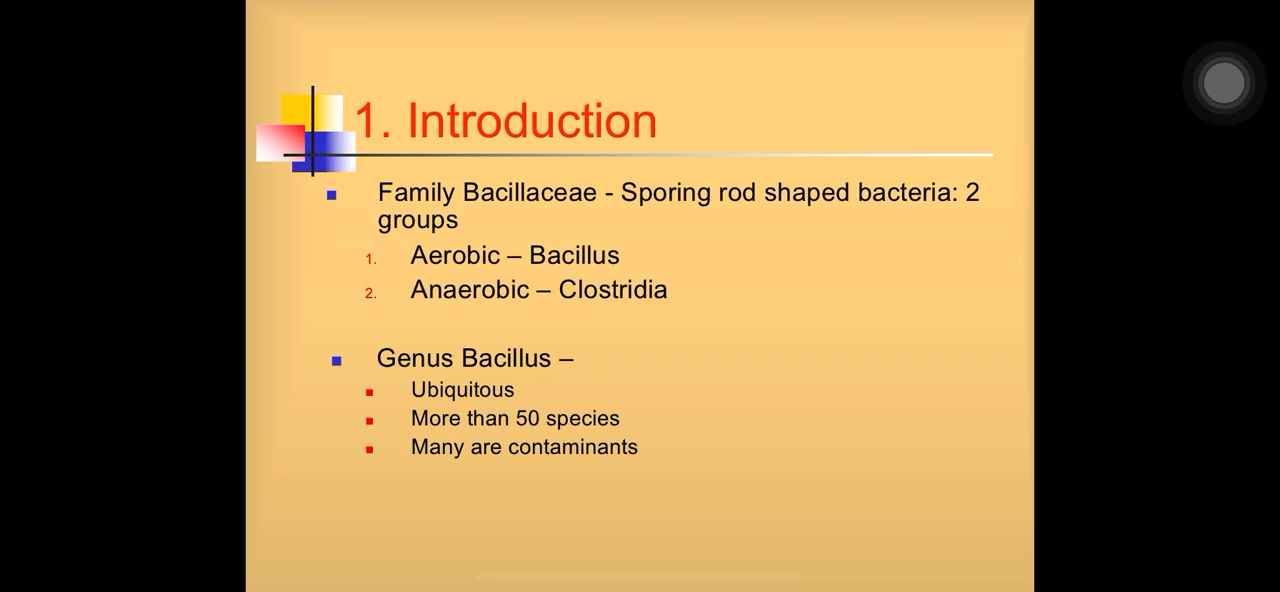 1. Introduction
Family Bacillaceae - Sporing rod shaped bacteria: 2
groups
1. Aerobic – Bacillus
2. Anaerobic – Clostridia
Genus Bacillus –
Ubiquitous
More than 50 species
Many are contaminants